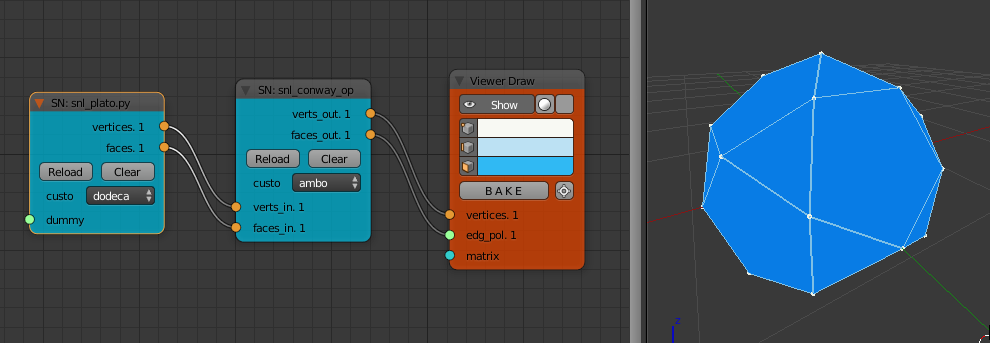 SN: snl_plato.py
vertices. 1
faces. 1
Reload Clear
custo dodeca
dummy
SN: snl_conway_op
verts_out. 1
faces_out. 1
Reload Clear
custo ambo
verts_in. 1
faces_in. 1
Viewer Draw
Show
BAKE
vertices. 1
edg_pol. 1
matrix
z